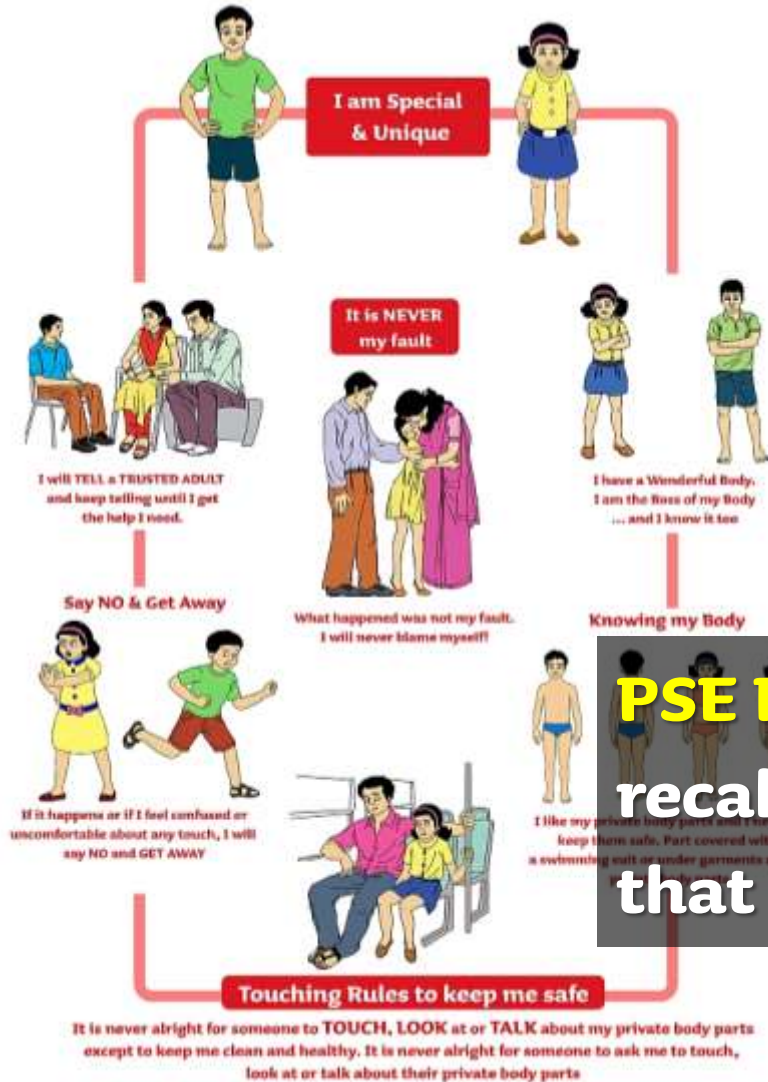 I am Special
& Unique
It is NEVER
my fault
I will TELL a TRUSTED ADULT
and keep telling until I get
the help I need.
I have a Wonderful Body.
I am the Boss of my Body
... and I know it too
What happened was not my fault.
I will never blame myself!
Say NO & Get Away
Knowing my Body
If it happens or if I feel confused or
uncomfortable about any touch, I will
say NO and GET AWAY
I like my private body parts and
keep them safe. Part covered
a swimming suit or under garments
PSE
recal
that
Touching Rules to keep me safe
It is never alright for someone to TOUCH, LOOK at or TALK about my private body parts
except to keep me clean and healthy. It is never alright for someone to ask me to touch,
look at or talk about their private body parts